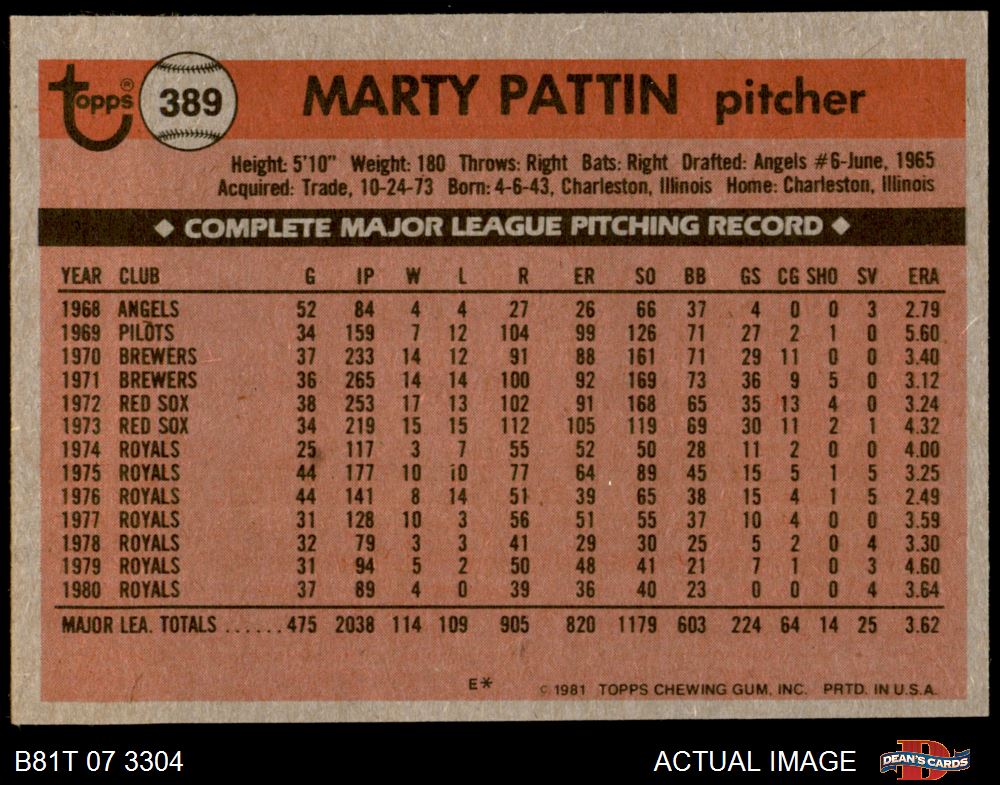 topps® 389 MARTY PATTIN pitcher
Height: 5'10" Weight: 180 Throws: Right Bats: Right Drafted: Angels #6-June, 1965
Acquired: Trade, 10-24-73 Born: 4-6-43, Charleston, Illinois Home: Charleston, Illinois
◆ COMPLETE MAJOR LEAGUE PITCHING RECORD ◆
YEAR CLUB G IP W L R ER SO BB GS CG SHO SV ERA
1968 ANGELS 52 84 4 4 27 26 66 37 4 0 0 3 2.79
1969 PILOTS 34 159 7 12 104 99 126 71 27 2 1 0 5.60
1970 BREWERS 37 233 14 12 91 88 161 71 29 11 0 0 3.40
1971 BREWERS 36 265 14 14 100 92 169 73 36 9 5 0 3.12
1972 RED SOX 38 253 17 13 102 91 168 65 35 13 4 0 3.24
1973 RED SOX 34 219 15 15 112 105 119 69 30 11 2 1 4.32
1974 ROYALS 25 117 3 7 55 52 50 28 11 2 0 0 4.00
1975 ROYALS 44 177 10 10 77 64 89 45 15 5 1 5 3.25
1976 ROYALS 44 141 8 14 51 39 65 38 15 4 1 5 2.49
1977 ROYALS 31 128 10 3 56 51 55 37 10 4 0 0 3.59
1978 ROYALS 32 79 3 3 41 29 30 25 5 2 0 4 3.30
1979 ROYALS 31 94 5 2 50 48 41 21 7 1 0 3 4.60
1980 ROYALS 37 89 4 0 39 36 40 23 0 0 0 4 3.64
MAJOR LEA. TOTALS ......475 2038 114 109 905 820 1179 603 224 64 14 25 3.62
E* © 1981 TOPPS CHEWING GUM, INC. PRTD. IN U.S.A.
B81T 07 3304 ACTUAL IMAGE D DEAN'S CARDS